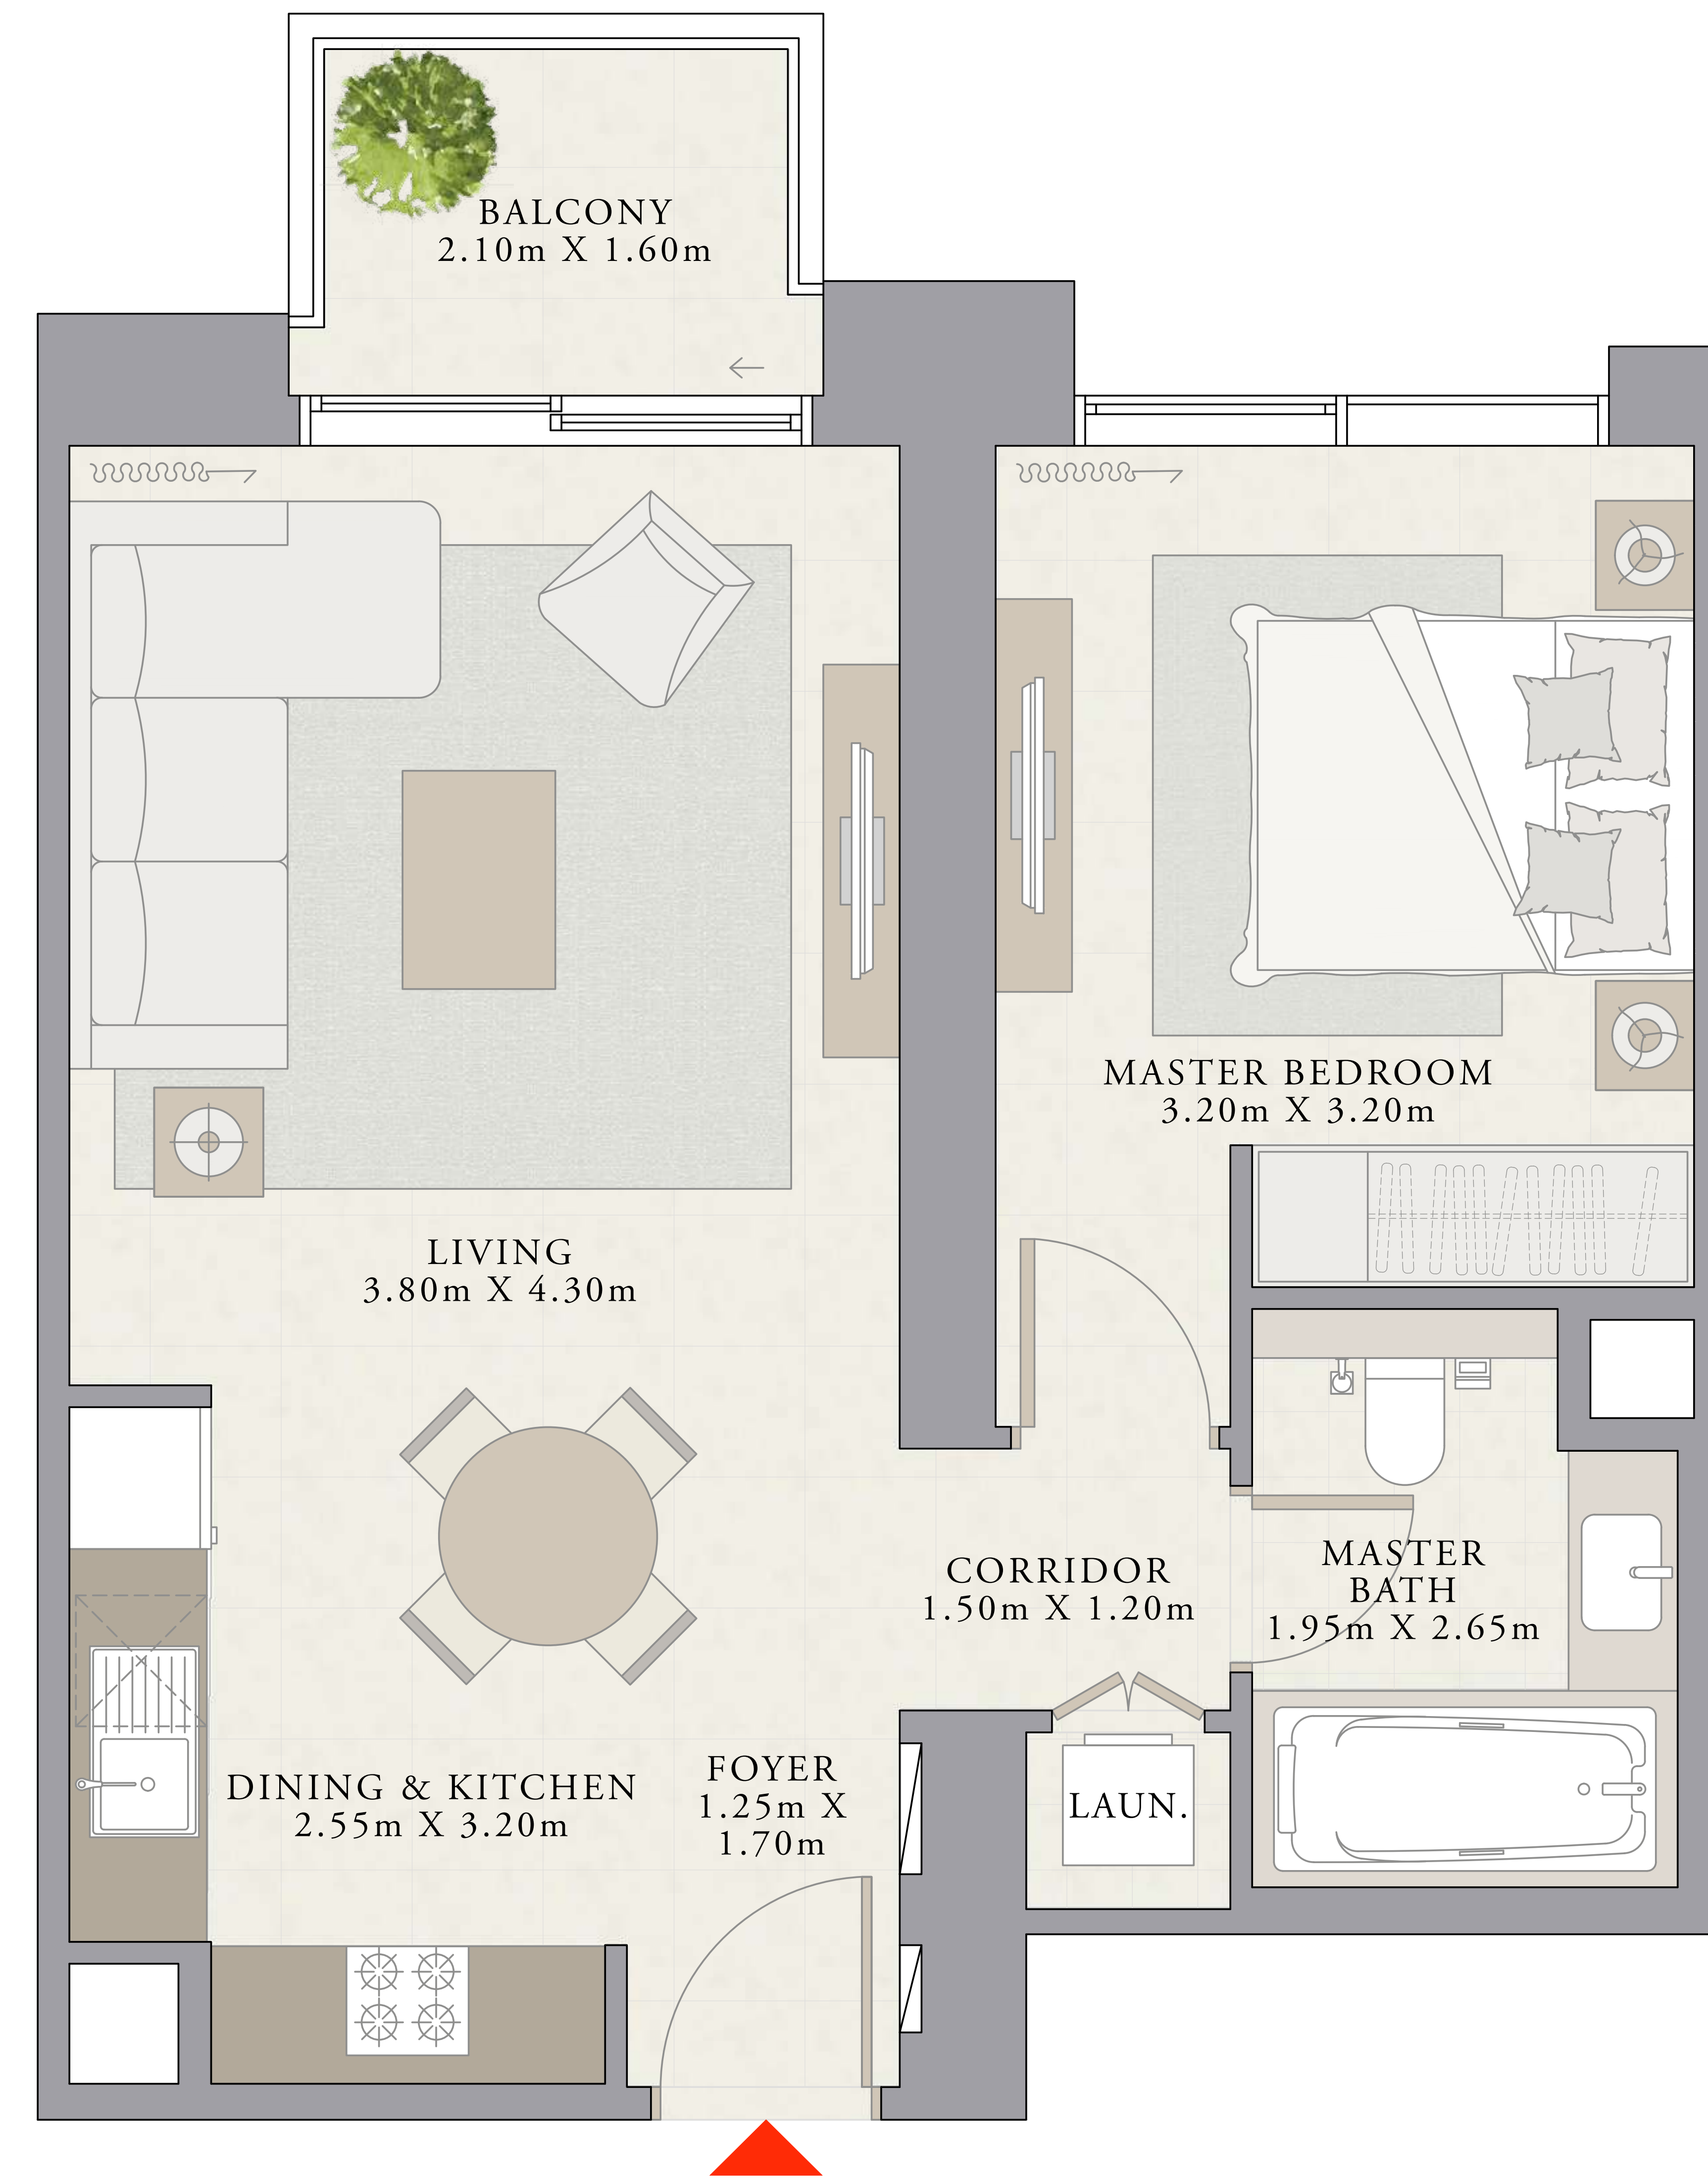 BALCONY
2.10m X 1.60m
MASTER BEDROOM
3.20m X 3.20m
LIVING
3.80m X 4.30m
CORRIDOR
1.50m X 1.20m
MASTER
BATH
1.95m X 2.65m
DINING & KITCHEN
2.55m X 3.20m
FOYER
1.25m X
1.70m
LAUN.